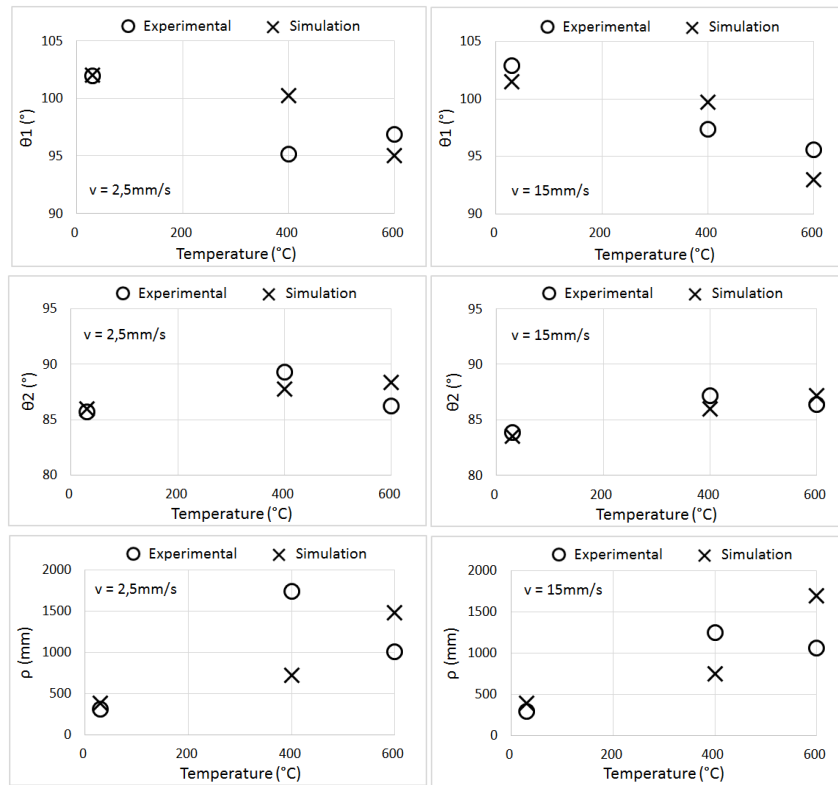 Experimental Simulation
105
100
95
90
θ1 (°)
v = 2,5mm/s
0 200 400 600
Temperature (°C)
Experimental Simulation
105
100
95
90
θ1 (°)
v = 15mm/s
0 200 400 600
Temperature (°C)
Experimental Simulation
95
90
85
80
θ2 (°)
v = 2,5mm/s
0 200 400 600
Temperature (°C)
Experimental Simulation
95
90
85
80
θ2 (°)
v = 15mm/s
0 200 400 600
Temperature (°C)
Experimental Simulation
2000
1500
1000
500
0
ρ (mm)
v = 2,5mm/s
0 200 400 600
Temperature (°C)
Experimental Simulation
2000
1500
1000
500
0
ρ (mm)
v = 15mm/s
0 200 400 600
Temperature (°C)